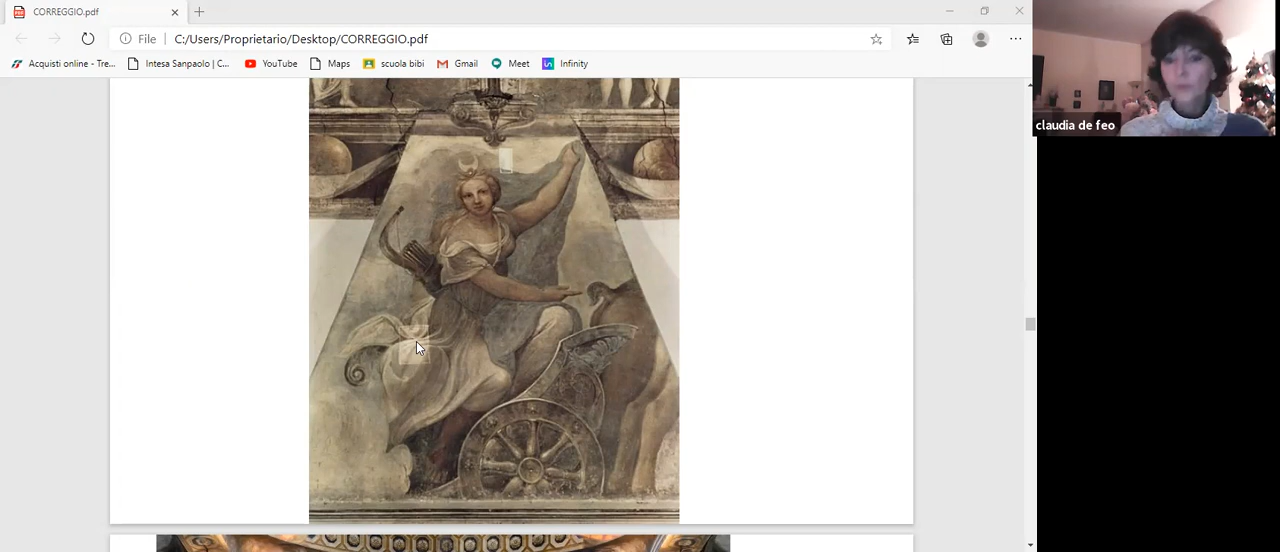 CORREGGIO.pdf
File
C:/Users/Proprietario/Desktop/CORREGGIO.pdf
Acquisti online - Tre...
Intesa Sanpaolo | C...
YouTube
Maps
scuola bibi
Gmail
Meet
Infinity
claudia de feo